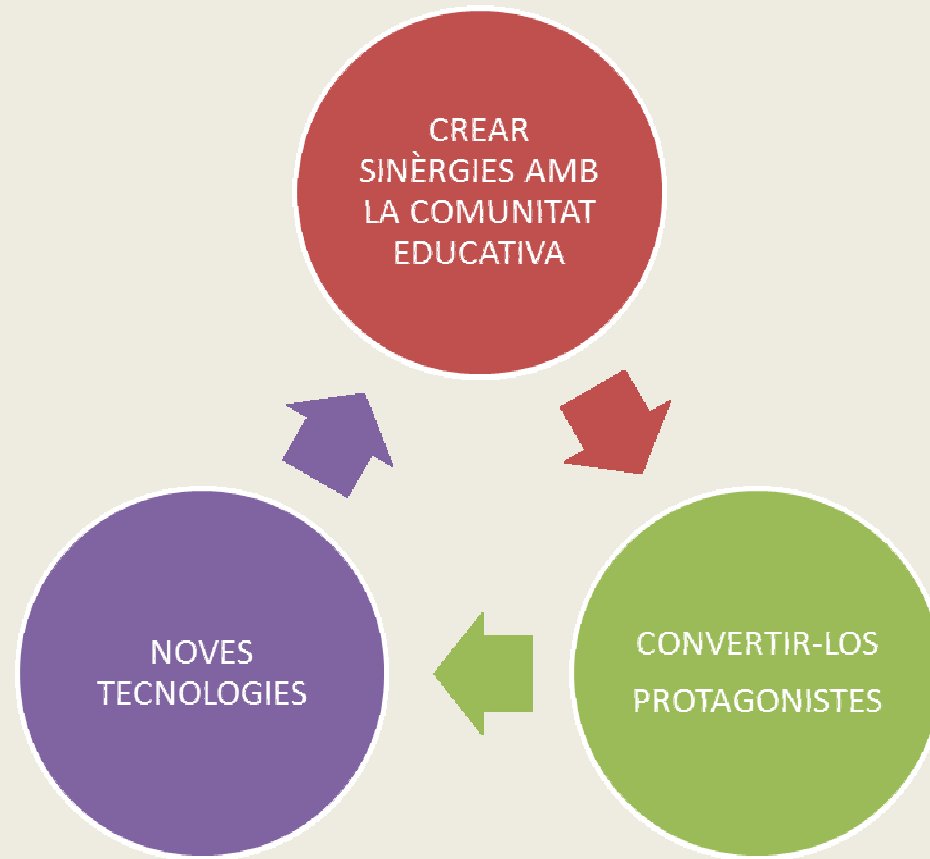 CREAR
SINÈRGIES AMB
LA COMUNITAT
EDUCATIVA
CONVERTIR-LOS
PROTAGONISTES
NOVES
TECNOLOGIES